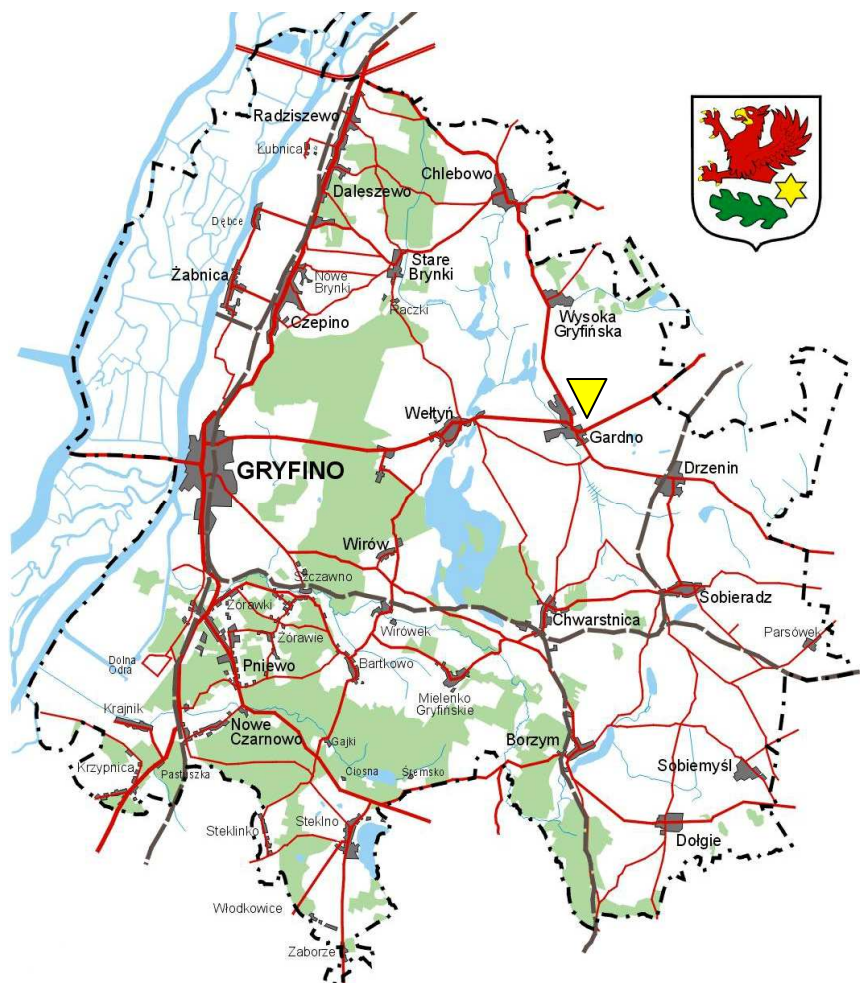 Radziszewo
Łubnica
Chlebowo
Daleszewo
Dębce
Stare
Brynki
Żabnica
Nowe
Brynki
Raczki
Wysoka
Gryfińska
Czepino
Wełtyń
Gardno
GRYFINO
Drzenin
Wirów
Szczawno
Żórawki
Sobieradz
Wirówek
Chwarstnica
Żórawie
Parsówek
Dolna
Odra
Pniewo
Bartkowo
Mielenko
Gryfińskie
Krajnik
Nowe
Czarnowo
Gajki
Borzym
Krzypnica
Pastuszka
Ciosna
Śremsko
Sobiemyśl
Steklinko
Steklno
Dołgie
Włodkowice
Zaborze